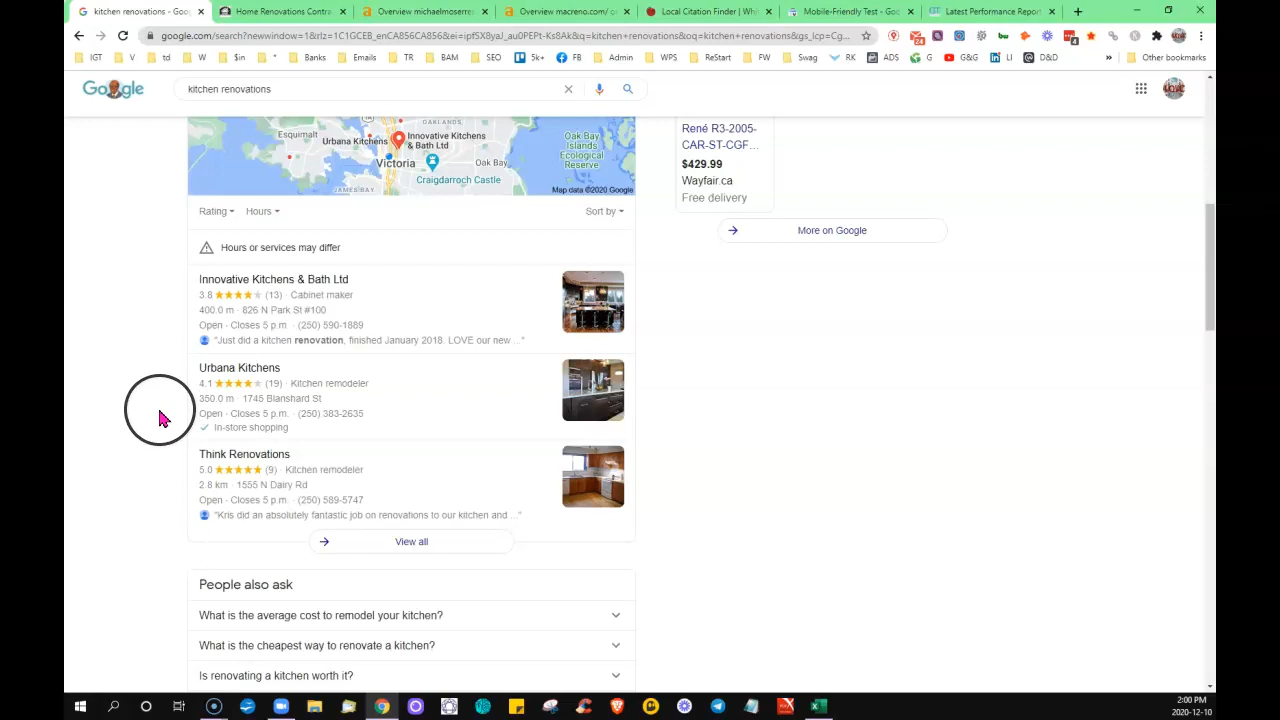 kitchen renovations - Goo
Home Renovations Contra
Overview michaelmoserre
Overview macreno.com/ o
Local Citation Finder | Whi
Mobile-Friendly Test - Goo
Latest Performance Report
google.com/search?newwindow=1&rlz=1C1GCEB_enCA856CA856&ei=ipfSX8yaJ_au0PEPt-Ks8Ak&q=kitchen+renovations&oq=kitchen+renovations&gs_lcp=Cg...
IGT V td W $in * Banks Emails TR BAM SEO 5k+ FB Admin WPS ReStart FW Swag RK ADS G G&G LI D&D » Other bookmarks
kitchen renovations
Esquimalt
Urbana Kitchens
Innovative Kitchens
& Bath Ltd
Victoria
Oak Bay
Oak Bay
Islands
Ecological
Reserve
Craigdarroch Castle
JAMES BAY
Map data ©2020 Google
René R3-2005-
CAR-ST-CGF...
$429.99
Wayfair.ca
Free delivery
More on Google
Rating Hours Sort by
Hours or services may differ
Innovative Kitchens & Bath Ltd
3.8 (13) · Cabinet maker
400.0 m · 826 N Park St #100
Open · Closes 5 p.m. · (250) 590-1889
"Just did a kitchen renovation, finished January 2018. LOVE our new ..."
Urbana Kitchens
4.1 (19) · Kitchen remodeler
350.0 m · 1745 Blanshard St
Open · Closes 5 p.m. · (250) 383-2635
In-store shopping
Think Renovations
5.0 (9) · Kitchen remodeler
2.8 km · 1555 N Dairy Rd
Open · Closes 5 p.m. · (250) 589-5747
"Kris did an absolutely fantastic job on renovations to our kitchen and ..."
View all
People also ask
What is the average cost to remodel your kitchen?
What is the cheapest way to renovate a kitchen?
Is renovating a kitchen worth it?
2:00 PM
2020-12-10